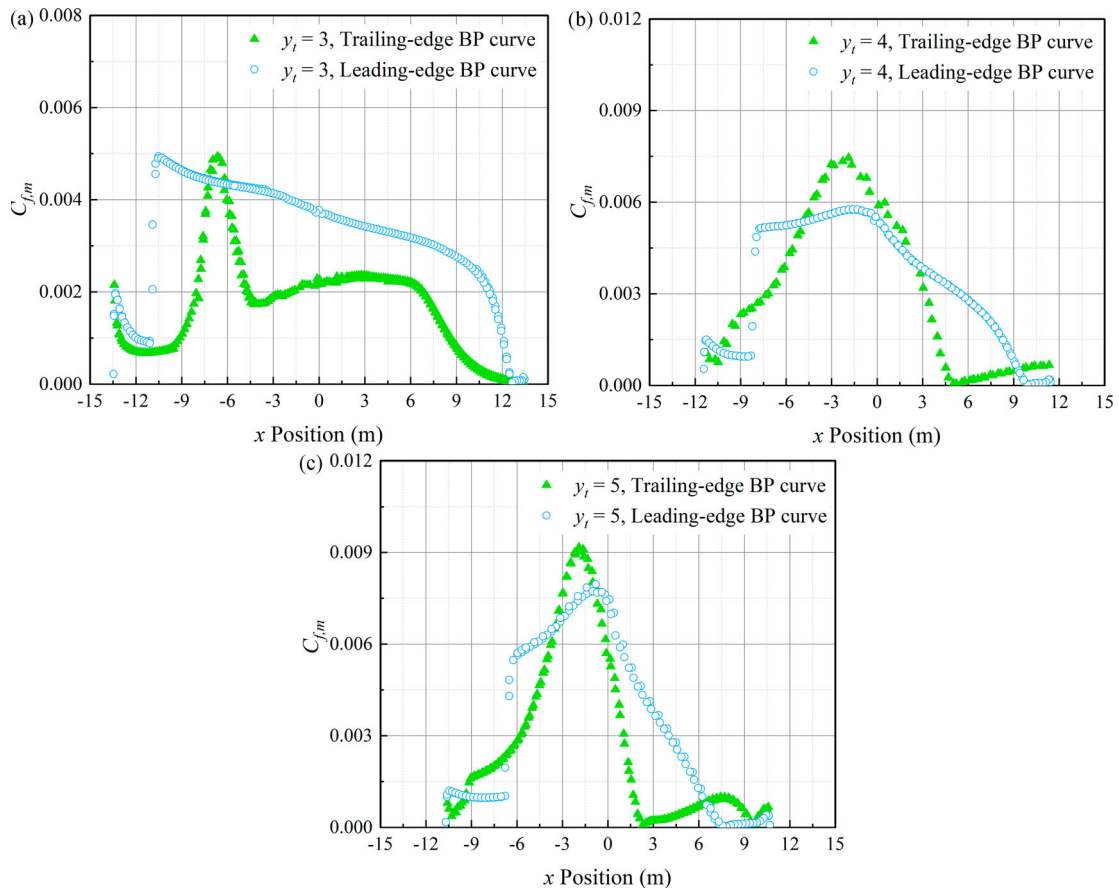 (a)
0.008
0.006
0.004
0.002
0.000
C_{f,m}
▲ y_t = 3, Trailing-edge BP curve
○ y_t = 3, Leading-edge BP curve
-15 -12 -9 -6 -3 0 3 6 9 12 15
x Position (m)
(b)
0.012
0.009
0.006
0.003
0.000
C_{f,m}
▲ y_t = 4, Trailing-edge BP curve
○ y_t = 4, Leading-edge BP curve
-15 -12 -9 -6 -3 0 3 6 9 12 15
x Position (m)
(c)
0.012
0.009
0.006
0.003
0.000
C_{f,m}
▲ y_t = 5, Trailing-edge BP curve
○ y_t = 5, Leading-edge BP curve
-15 -12 -9 -6 -3 0 3 6 9 12 15
x Position (m)